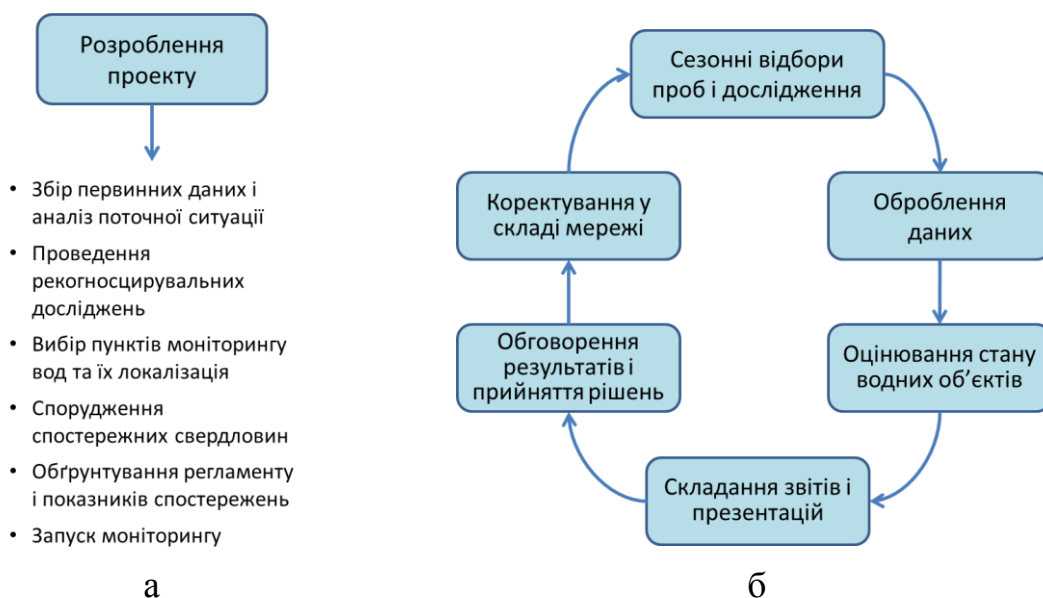 Розроблення
проекту
• Збір первинних даних і
аналіз поточної ситуації
• Проведення
рекогносцирувальних
досліджень
• Вибір пунктів моніторингу
вод та їх локалізація
• Спорудження
спостережних свердловин
• Обґрунтування регламенту
і показників спостережень
• Запуск моніторингу
а
Сезонні відбори
проб і дослідження
Оброблення
даних
Оцінювання стану
водних об’єктів
Складання звітів і
презентацій
Обговорення
результатів і
прийняття рішень
Коректування у
складі мережі
б